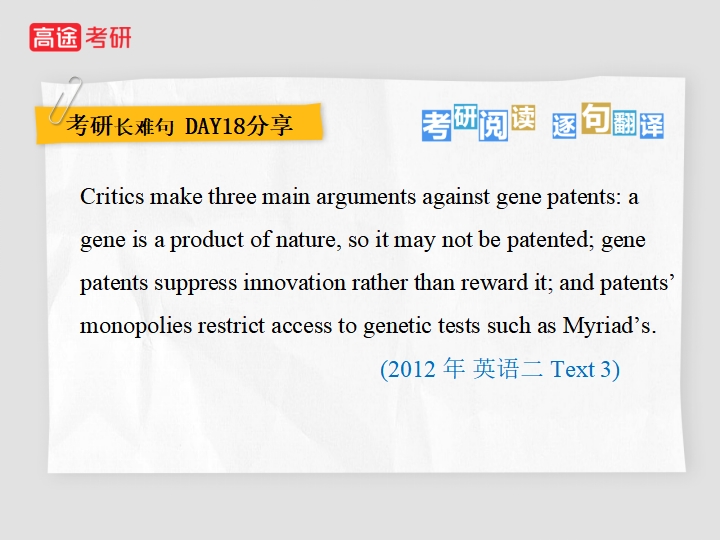 高途考研
考研长难句 DAY18分享
考研阅读 逐句翻译
Critics make three main arguments against gene patents: a
gene is a product of nature, so it may not be patented; gene
patents suppress innovation rather than reward it; and patents’
monopolies restrict access to genetic tests such as Myriad’s.
(2012 年 英语二 Text 3)